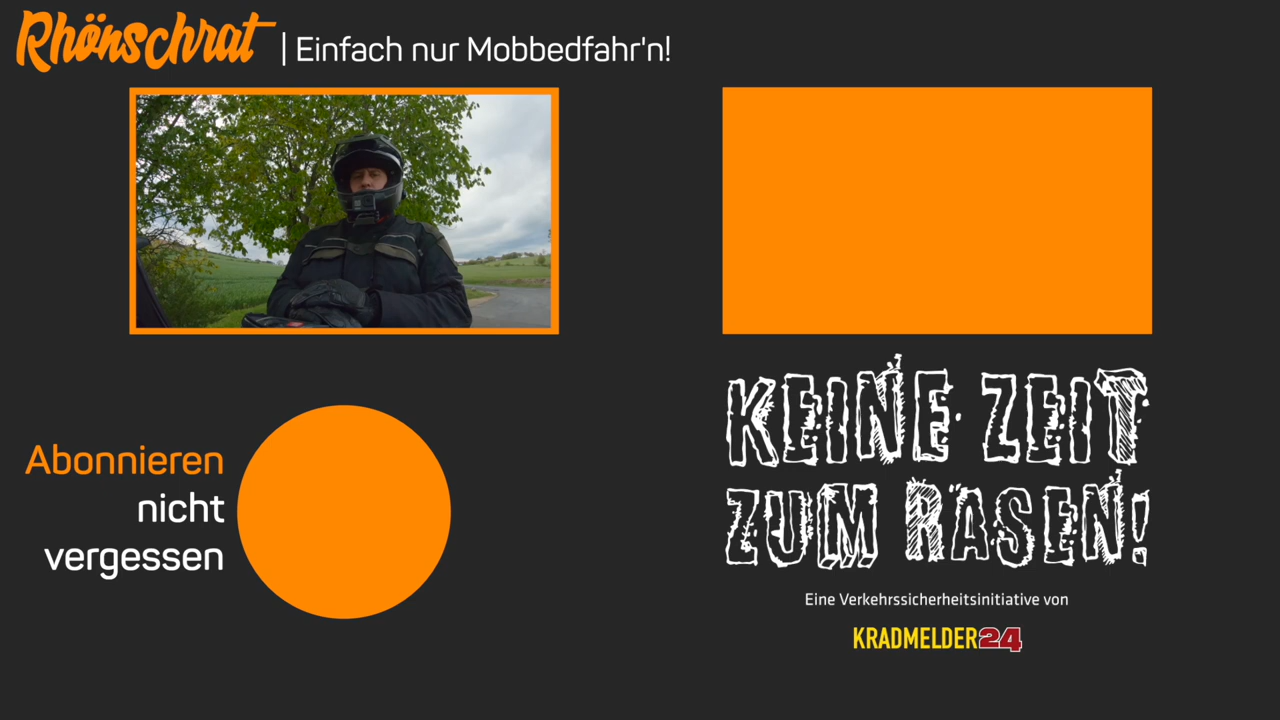 Rhönschrat | Einfach nur Mobbedfahr'n!
Abonnieren
nicht
vergessen
KEINE ZEIT
ZUM RASEN!
Eine Verkehrssicherheitsinitiative von
KRADMELDER24